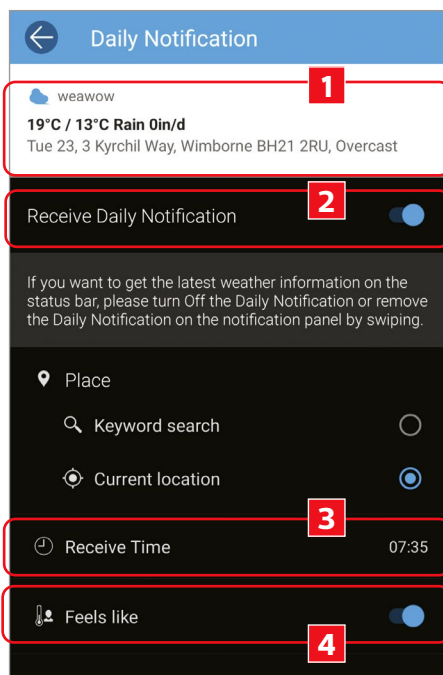 Daily Notification
1
weawow
19°C / 13°C Rain 0in/d
Tue 23, 3 Kyrchil Way, Wimborne BH21 2RU, Overcast
2
Receive Daily Notification
If you want to get the latest weather information on the
status bar, please turn Off the Daily Notification or remove
the Daily Notification on the notification panel by swiping.
Place
Keyword search
Current location
3
Receive Time 07:35
Feels like
4